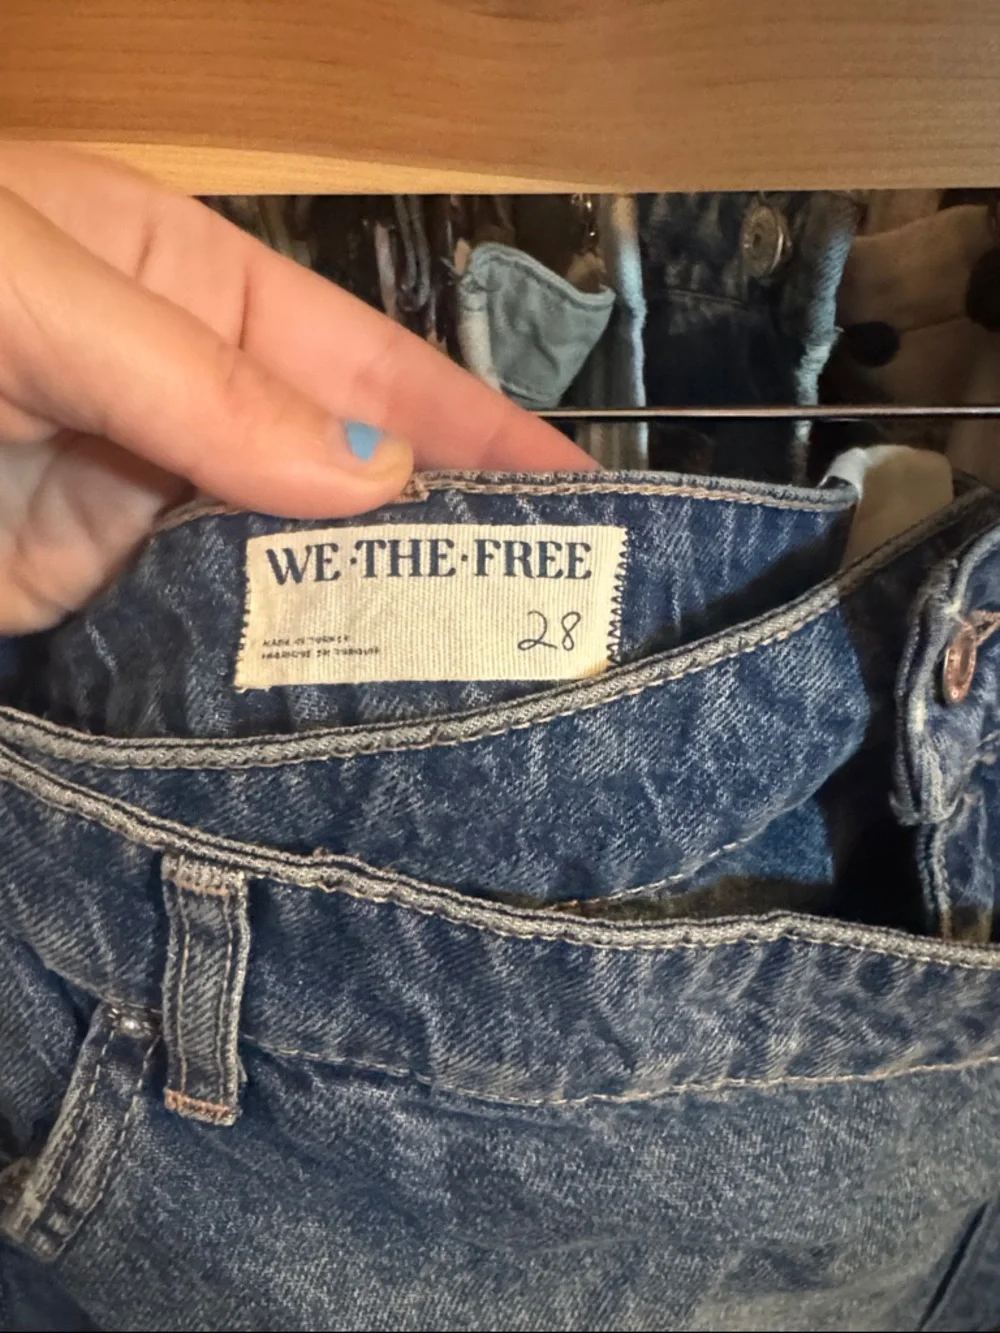 WE·THE·FREE
28
MADE IN TURKEY
FABRIQUÉ EN TURQUIE